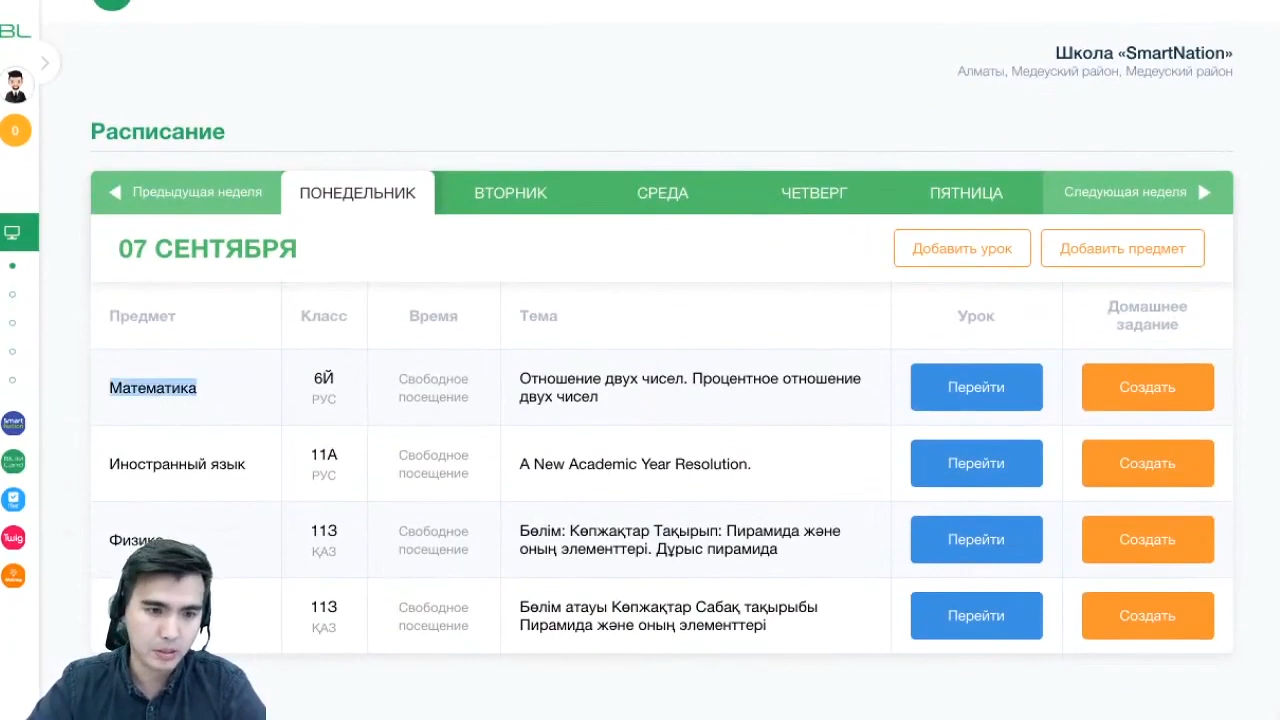 BL
Школа «SmartNation»
Алматы, Медеуский район, Медеуский район
0
Расписание
Предыдущая неделя
ПОНЕДЕЛЬНИК
ВТОРНИК
СРЕДА
ЧЕТВЕРГ
ПЯТНИЦА
Следующая неделя
07 СЕНТЯБРЯ
Добавить урок
Добавить предмет
Предмет
Класс
Время
Тема
Урок
Домашнее
задание
Математика
6Й
РУС
Свободное
посещение
Отношение двух чисел. Процентное отношение
двух чисел
Перейти
Создать
Иностранный язык
11А
РУС
Свободное
посещение
A New Academic Year Resolution.
Перейти
Создать
Физика
11З
ҚАЗ
Свободное
посещение
Бөлім: Көпжақтар Тақырып: Пирамида және
оның элементтері. Дұрыс пирамида
Перейти
Создать
11З
ҚАЗ
Свободное
посещение
Бөлім атауы Көпжақтар Сабақ тақырыбы
Пирамида және оның элементтері
Перейти
Создать
Smart
Nation
BilimLand
Twig